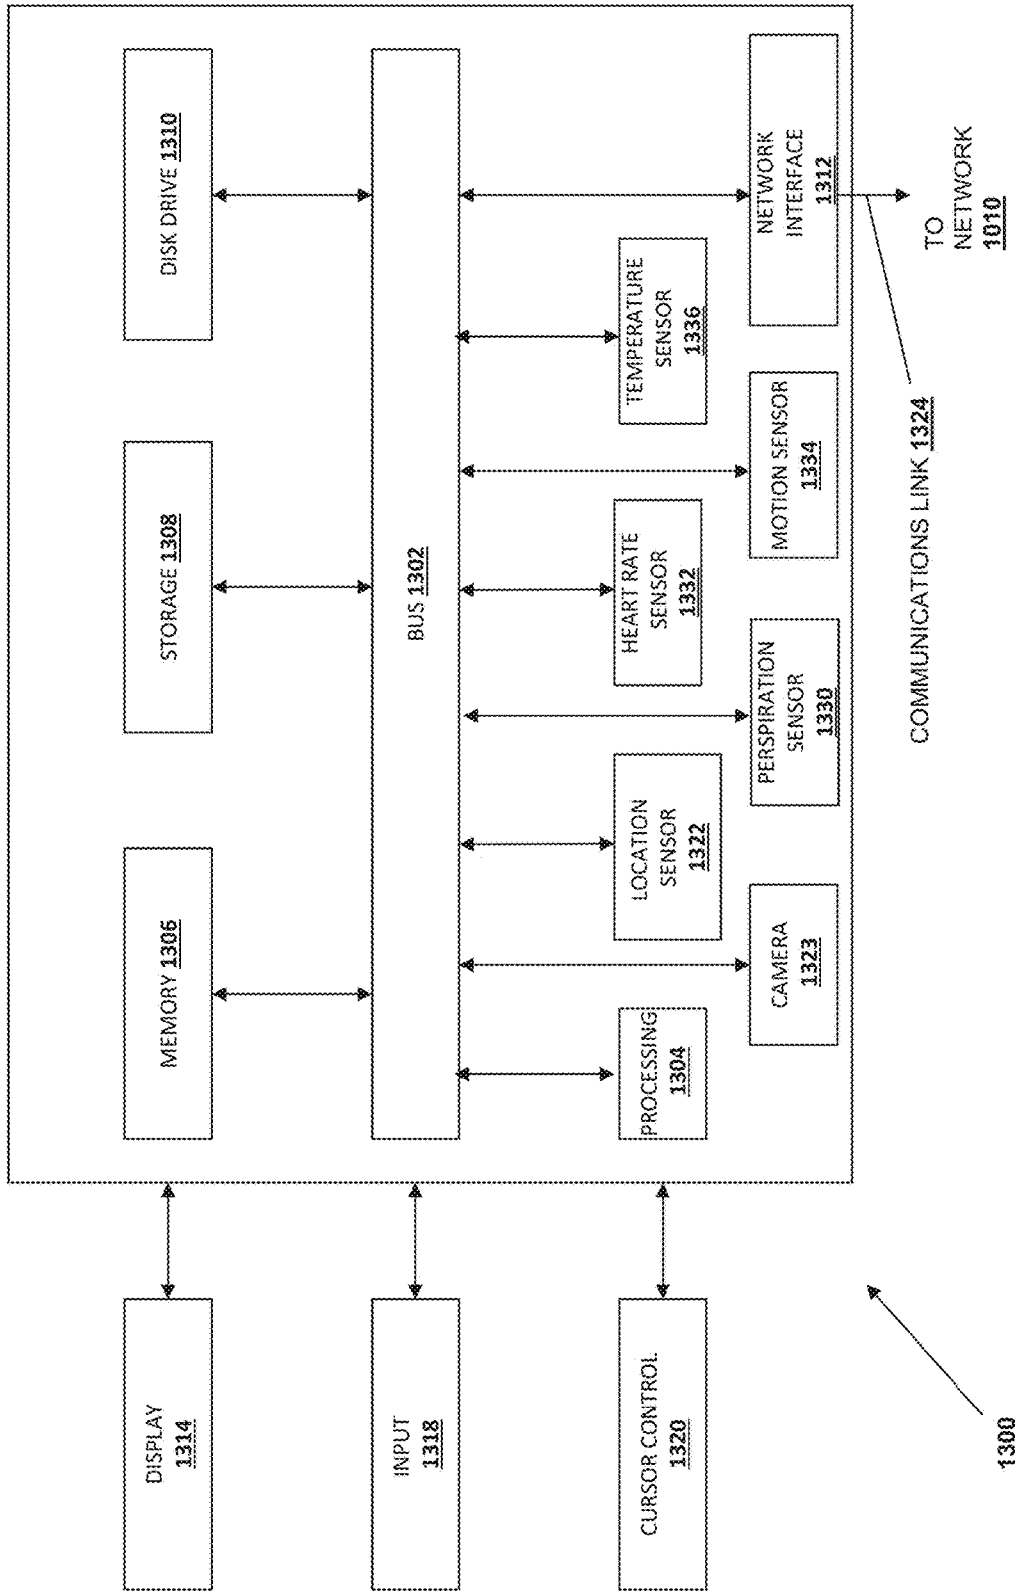 DISPLAY
1314
INPUT
1318
CURSOR CONTROL
1320
MEMORY 1306
STORAGE 1308
DISK DRIVE 1310
BUS 1302
PROCESSING
1304
CAMERA
1323
LOCATION
SENSOR
1322
PERSPIRATION
SENSOR
1330
HEART RATE
SENSOR
1332
MOTION SENSOR
1334
TEMPERATURE
SENSOR
1336
NETWORK
INTERFACE
1312
COMMUNICATIONS LINK 1324
TO
NETWORK
1010
1300